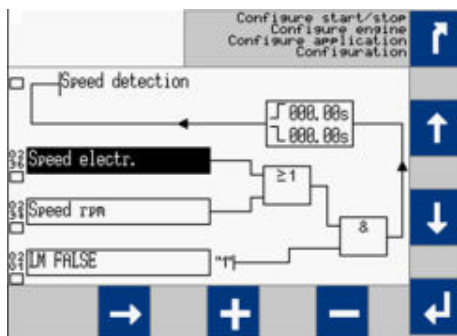 Configure start/stop
Configure engine
Configure application
Configuration
Speed detection
000.00s
000.00s
Speed electr.
≥1
Speed rpm
&
LM FALSE
"1"